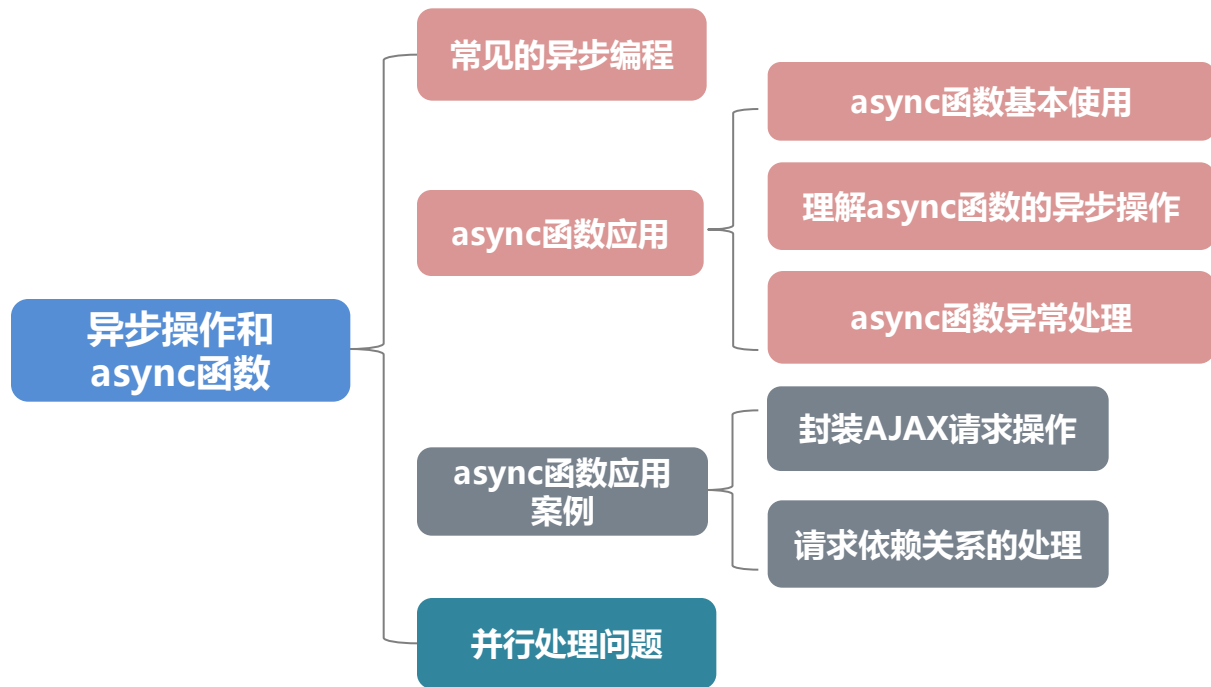 异步操作和
async函数
常见的异步编程
async函数应用
async函数基本使用
理解async函数的异步操作
async函数异常处理
async函数应用
案例
封装AJAX请求操作
请求依赖关系的处理
并行处理问题